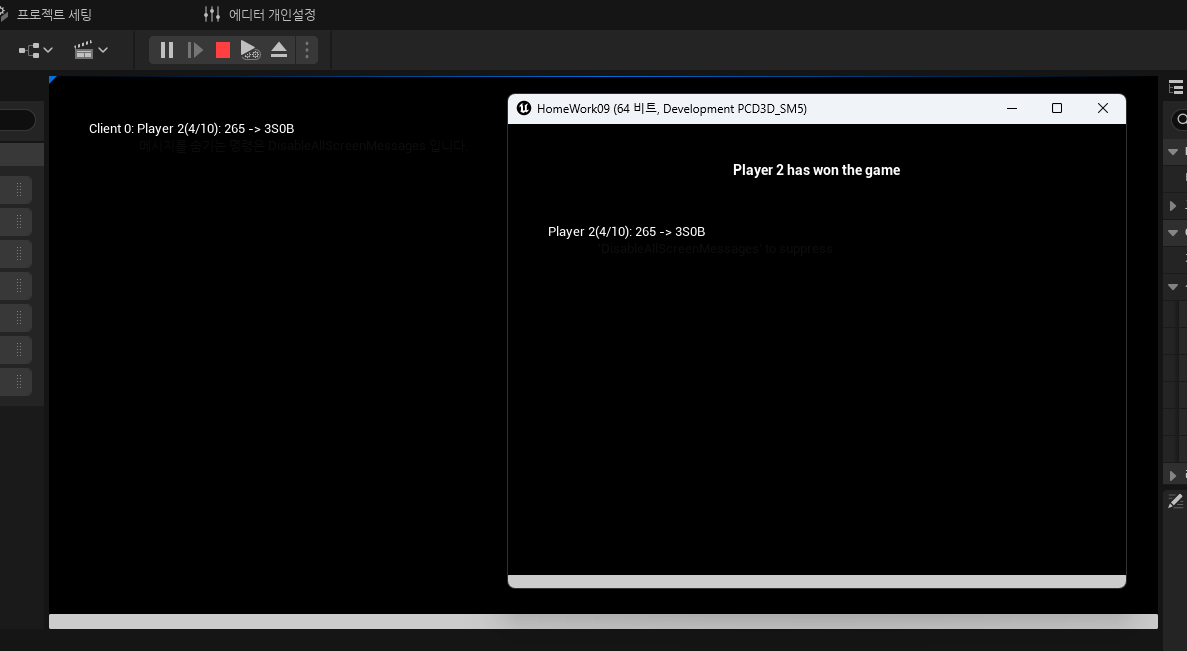 프로젝트 세팅
에디터 개인설정
Client 0: Player 2(4/10): 265 -> 3S0B
메시지를 숨기는 명령은 DisableAllScreenMessages 입니다
HomeWork09 (64 비트, Development PCD3D_SM5)
Player 2 has won the game
Player 2(4/10): 265 -> 3S0B
'DisableAllScreenMessages' to suppress